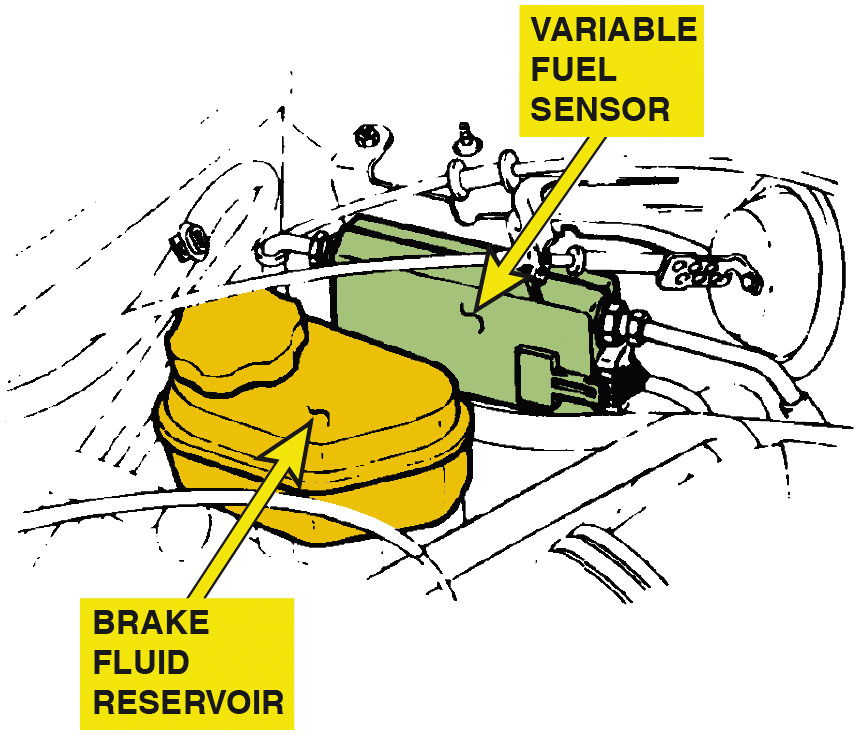 VARIABLE
FUEL
SENSOR
BRAKE
FLUID
RESERVOIR